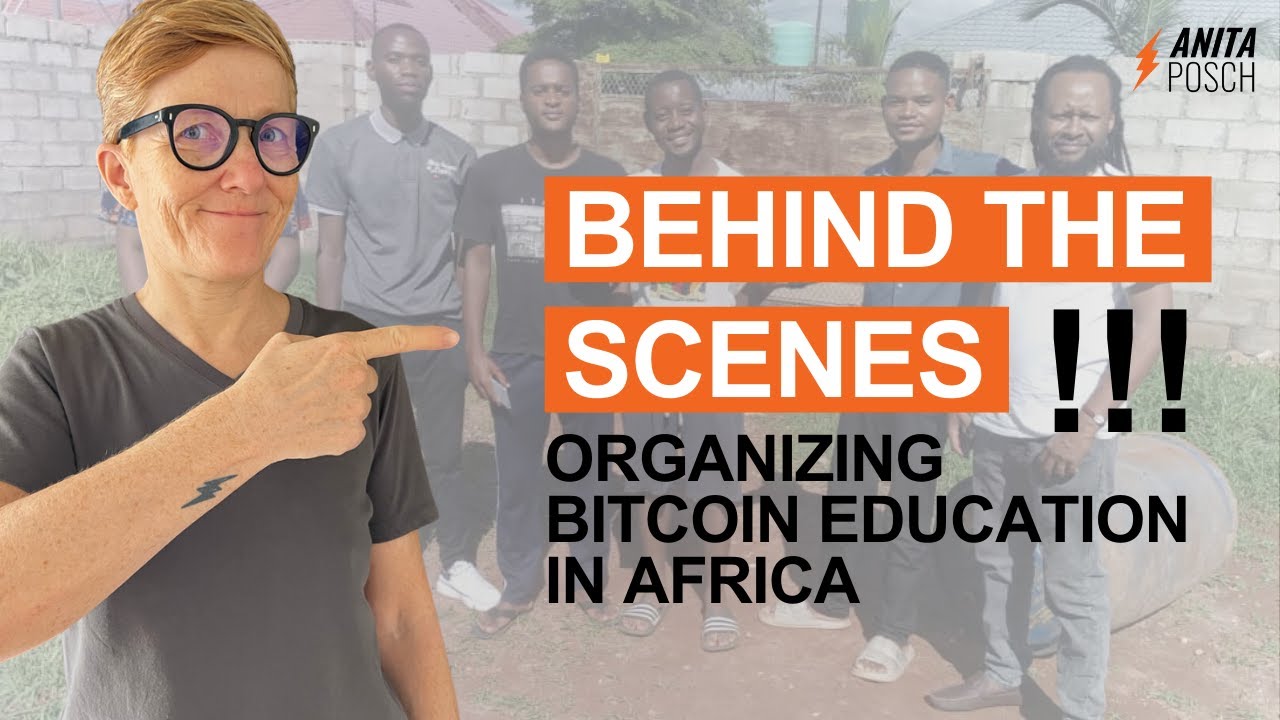 ANITA
POSCH
BEHIND THE
SCENES !!!
ORGANIZING
BITCOIN EDUCATION
IN AFRICA